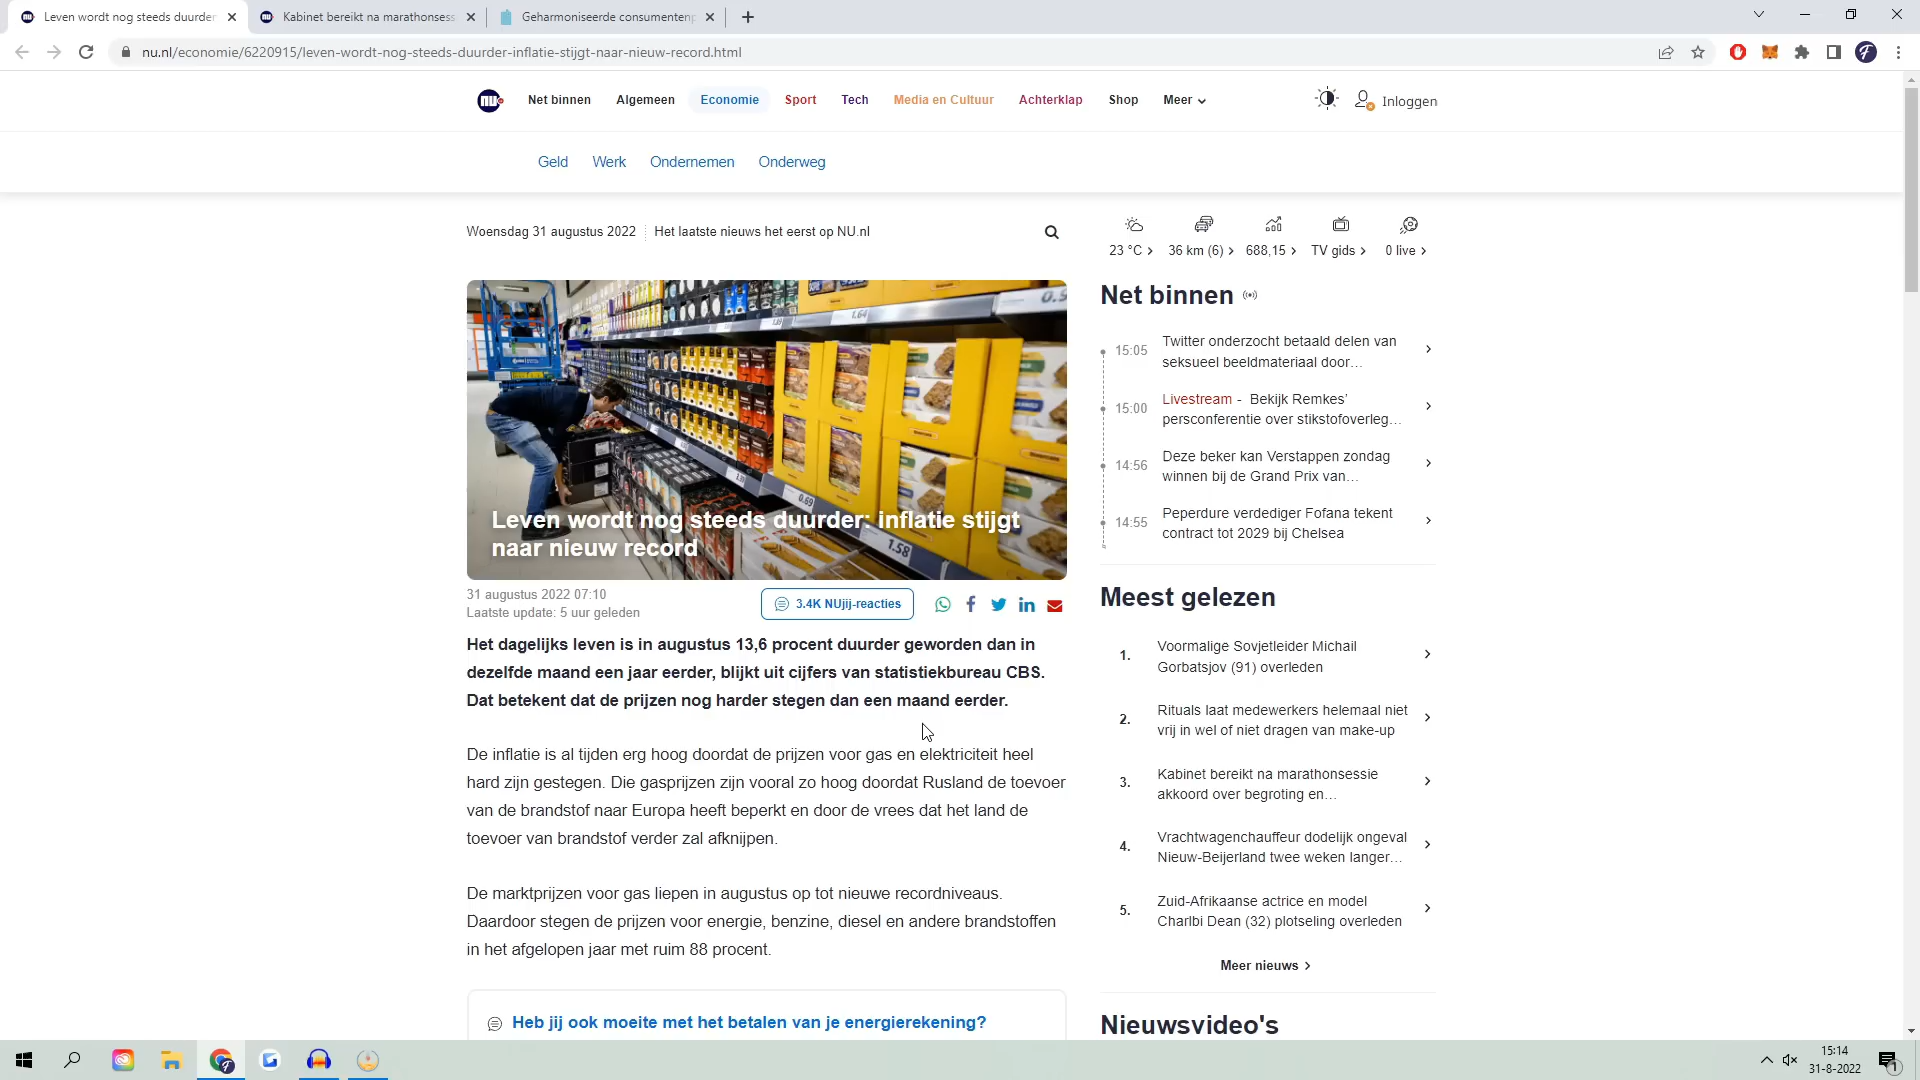 Leven wordt nog steeds duurder
Kabinet bereikt na marathonsess
Geharmoniseerde consumentenp
nu.nl/economie/6220915/leven-wordt-nog-steeds-duurder-inflatie-stijgt-naar-nieuw-record.html
NU
Net binnen
Algemeen
Economie
Sport
Tech
Media en Cultuur
Achterklap
Shop
Meer
Inloggen
Geld
Werk
Ondernemen
Onderweg
Woensdag 31 augustus 2022
Het laatste nieuws het eerst op NU.nl
23 °C
36 km (6)
688,15
TV gids
0 live
1.64
0.69
1.58
Leven wordt nog steeds duurder: inflatie stijgt
naar nieuw record
31 augustus 2022 07:10
Laatste update: 5 uur geleden
3.4K NUjij-reacties
Het dagelijks leven is in augustus 13,6 procent duurder geworden dan in
dezelfde maand een jaar eerder, blijkt uit cijfers van statistiekbureau CBS.
Dat betekent dat de prijzen nog harder stegen dan een maand eerder.
De inflatie is al tijden erg hoog doordat de prijzen voor gas en elektriciteit heel
hard zijn gestegen. Die gasprijzen zijn vooral zo hoog doordat Rusland de toevoer
van de brandstof naar Europa heeft beperkt en door de vrees dat het land de
toevoer van brandstof verder zal afknijpen.
De marktprijzen voor gas liepen in augustus op tot nieuwe recordniveaus.
Daardoor stegen de prijzen voor energie, benzine, diesel en andere brandstoffen
in het afgelopen jaar met ruim 88 procent.
Heb jij ook moeite met het betalen van je energierekening?
Net binnen
15:05
Twitter onderzocht betaald delen van
seksueel beeldmateriaal door…
15:00
Livestream - Bekijk Remkes'
persconferentie over stikstofoverleg…
14:56
Deze beker kan Verstappen zondag
winnen bij de Grand Prix van…
14:55
Peperdure verdediger Fofana tekent
contract tot 2029 bij Chelsea
Meest gelezen
1.
Voormalige Sovjetleider Michail
Gorbatsjov (91) overleden
2.
Rituals laat medewerkers helemaal niet
vrij in wel of niet dragen van make-up
3.
Kabinet bereikt na marathonsessie
akkoord over begroting en…
4.
Vrachtwagenchauffeur dodelijk ongeval
Nieuw-Beijerland twee weken langer…
5.
Zuid-Afrikaanse actrice en model
Charlbi Dean (32) plotseling overleden
Meer nieuws
Nieuwsvideo's
15:14
31-8-2022
1